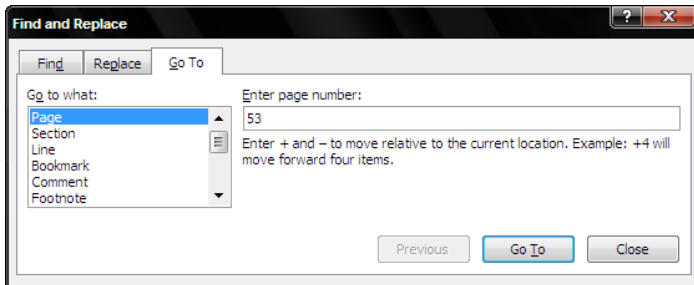 Find and Replace
? X
Find Replace Go To
Go to what:
Enter page number:
Page
53
Section
Line
Bookmark
Comment
Footnote
Enter + and – to move relative to the current location. Example: +4 will
move forward four items.
Previous Go To Close